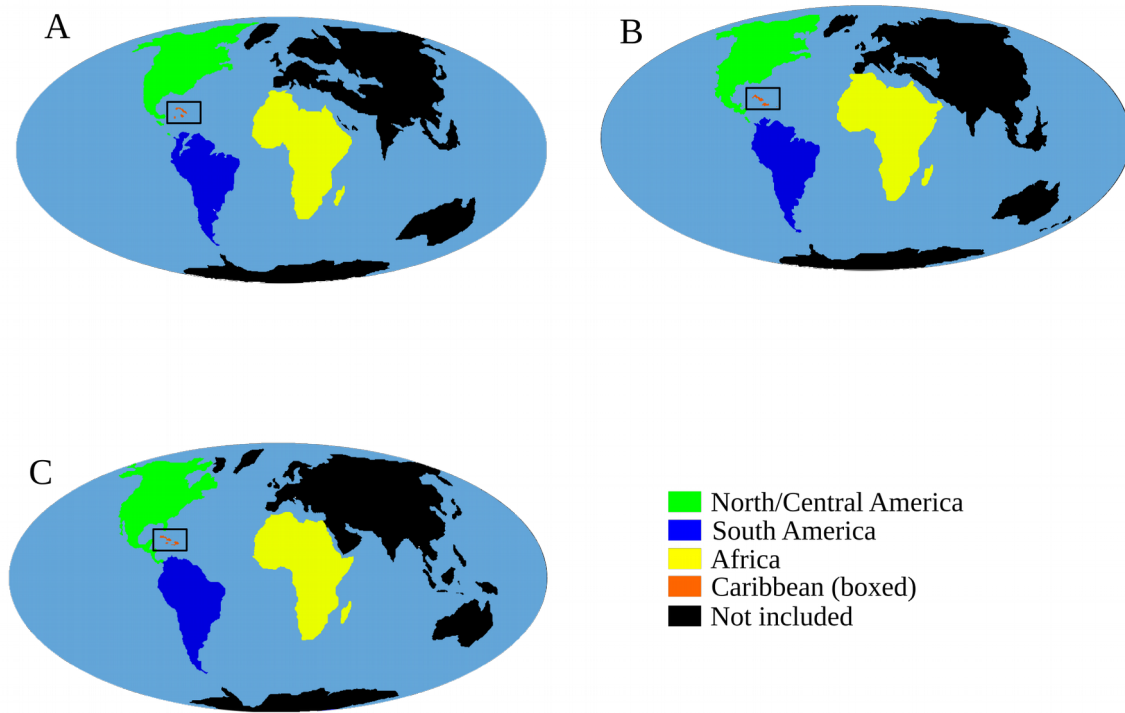 A
B
C
North/Central America
South America
Africa
Caribbean (boxed)
Not included